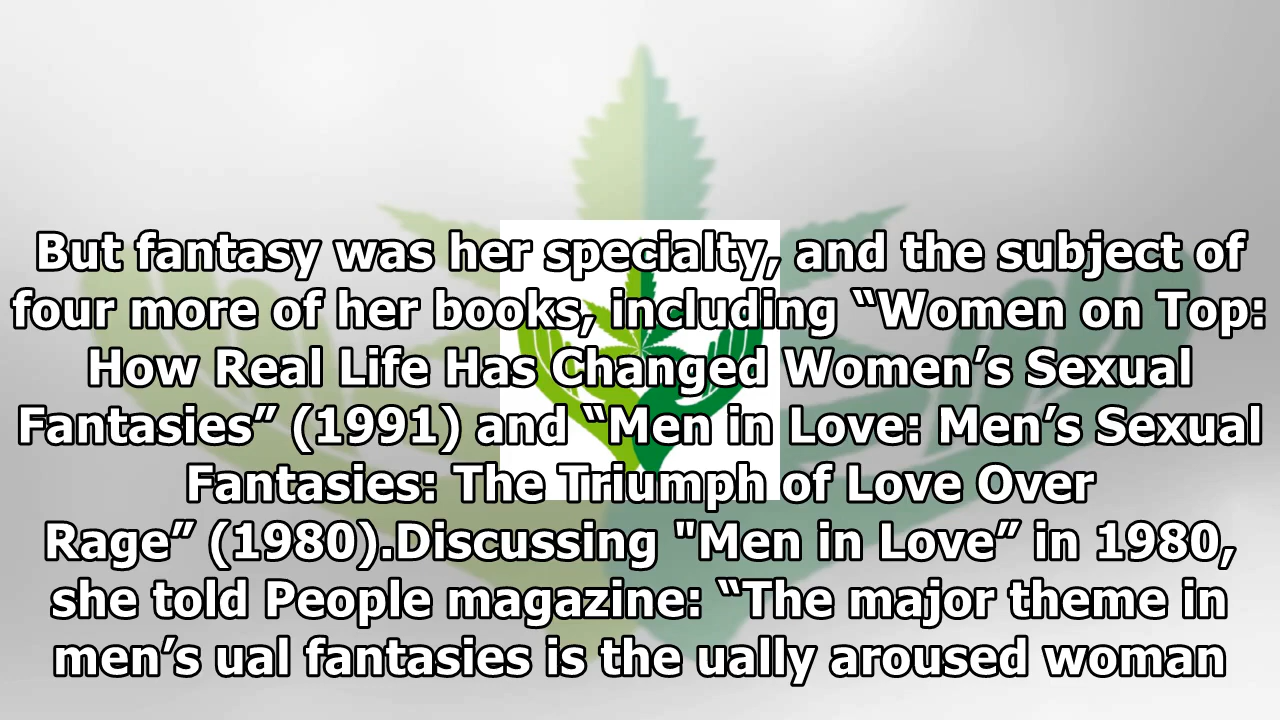 But fantasy was her specialty, and the subject of
four more of her books, including “Women on Top:
How Real Life Has Changed Women’s Sexual
Fantasies” (1991) and “Men in Love: Men’s Sexual
Fantasies: The Triumph of Love Over
Rage” (1980).Discussing "Men in Love” in 1980,
she told People magazine: “The major theme in
men’s ual fantasies is the ually aroused woman